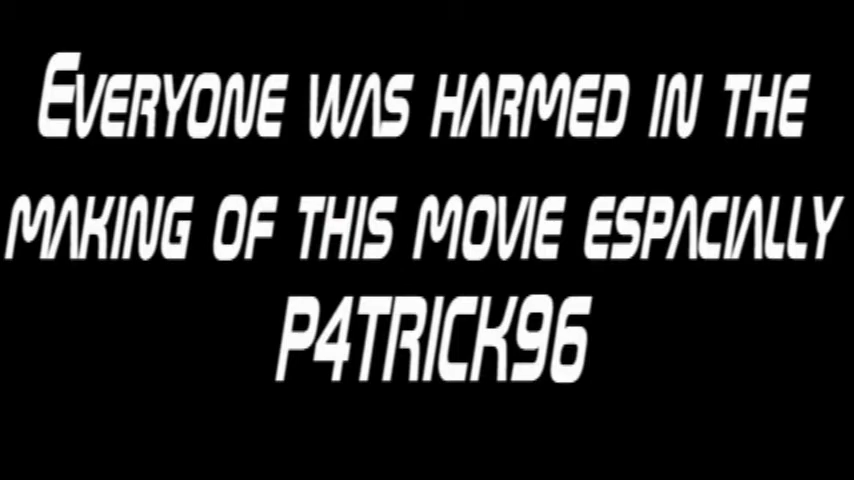 Everyone was harmed in the
making of this movie espacially
P4TRICK96